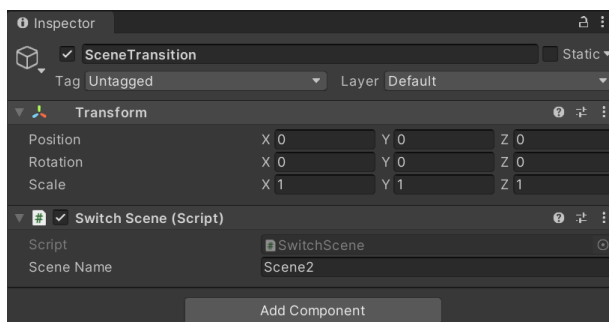 Inspector
SceneTransition Static
Tag Untagged Layer Default
Transform
Position X 0 Y 0 Z 0
Rotation X 0 Y 0 Z 0
Scale X 1 Y 1 Z 1
# Switch Scene (Script)
Script # SwitchScene
Scene Name Scene2
Add Component